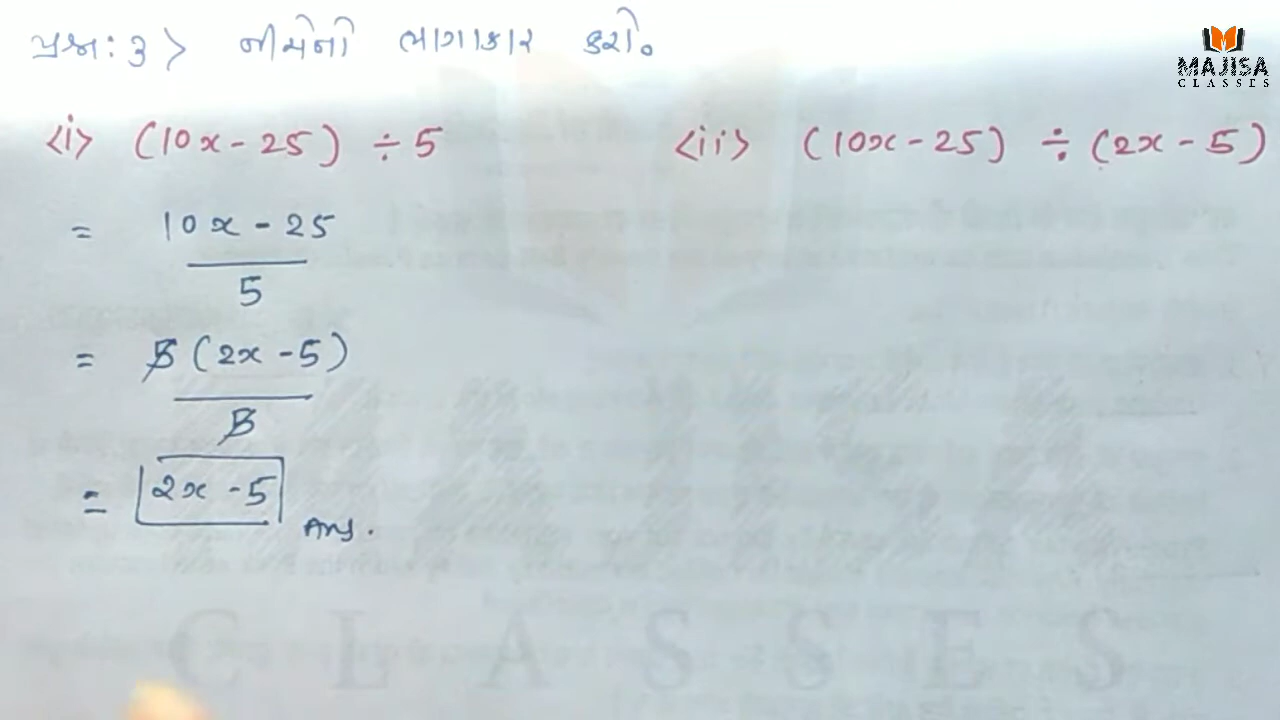 પ્રશ્ન: 3 > નીચેનો ભાગાકાર કરો.
MAJISA
CLASSES
<i> (10x - 25) ÷ 5
= 10x - 25
5
= 5 (2x - 5)
5
= 2x - 5
Ans.
<ii> (10x - 25) ÷ (2x - 5)
CLASSES